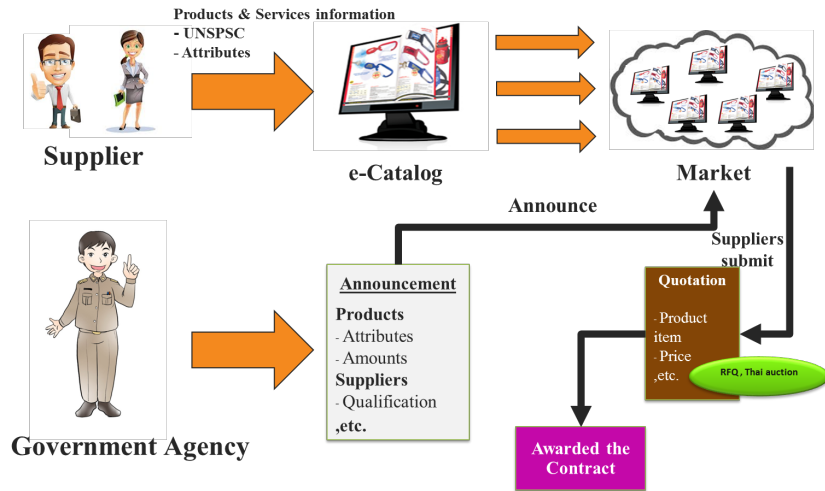 Products & Services information
- UNSPSC
- Attributes
Supplier
e-Catalog
Market
Announce
Suppliers
submit
Announcement
Products
- Attributes
- Amounts
Suppliers
- Qualification
,etc.
Quotation
- Product
item
- Price
,etc.
RFQ , Thai auction
Government Agency
Awarded the
Contract